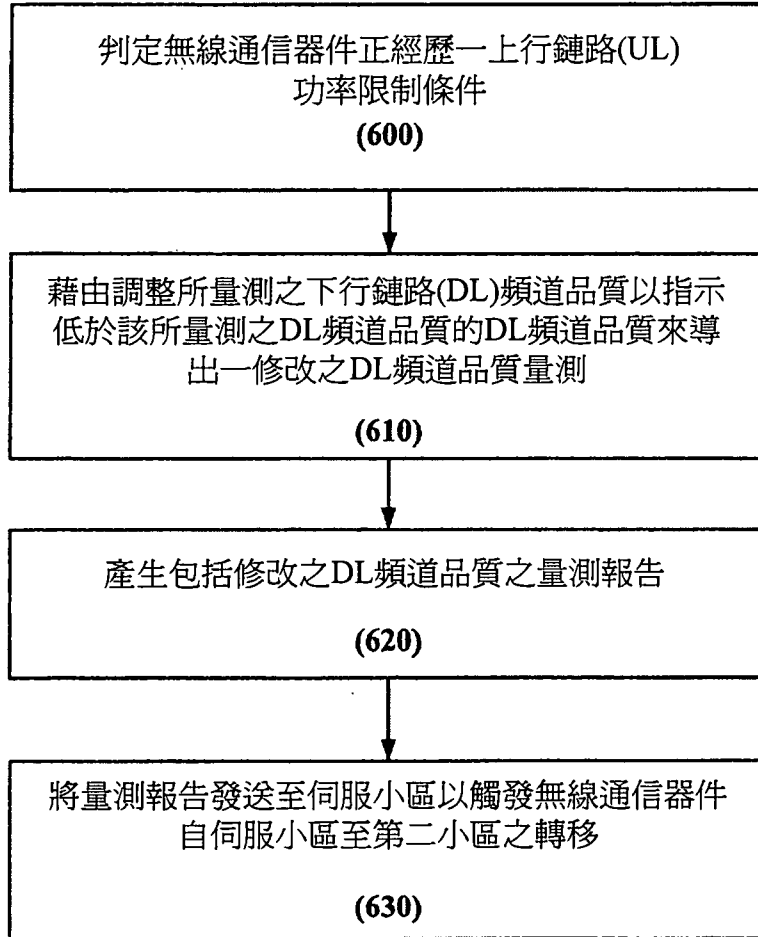 判定無線通信器件正經歷一上行鏈路(UL)
功率限制條件
(600)
藉由調整所量測之下行鏈路(DL)頻道品質以指示
低於該所量測之DL頻道品質的DL頻道品質來導
出一修改之DL頻道品質量測
(610)
產生包括修改之DL頻道品質之量測報告
(620)
將量測報告發送至伺服小區以觸發無線通信器件
自伺服小區至第二小區之轉移
(630)